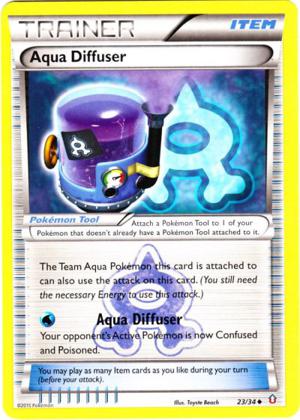 TRAINER
ITEM
Aqua Diffuser
Pokémon Tool
Attach a Pokémon Tool to 1 of your
Pokémon that doesn't already have a Pokémon Tool attached to it.
The Team Aqua Pokémon this card is attached to
can also use the attack on this card. (You still need
the necessary Energy to use this attack.)
Aqua Diffuser
Your opponent's Active Pokémon is now Confused
and Poisoned.
You may play as many Item cards as you like during your turn
(before your attack).
©2015 Pokémon
Illus. Toyste Beach
23/34